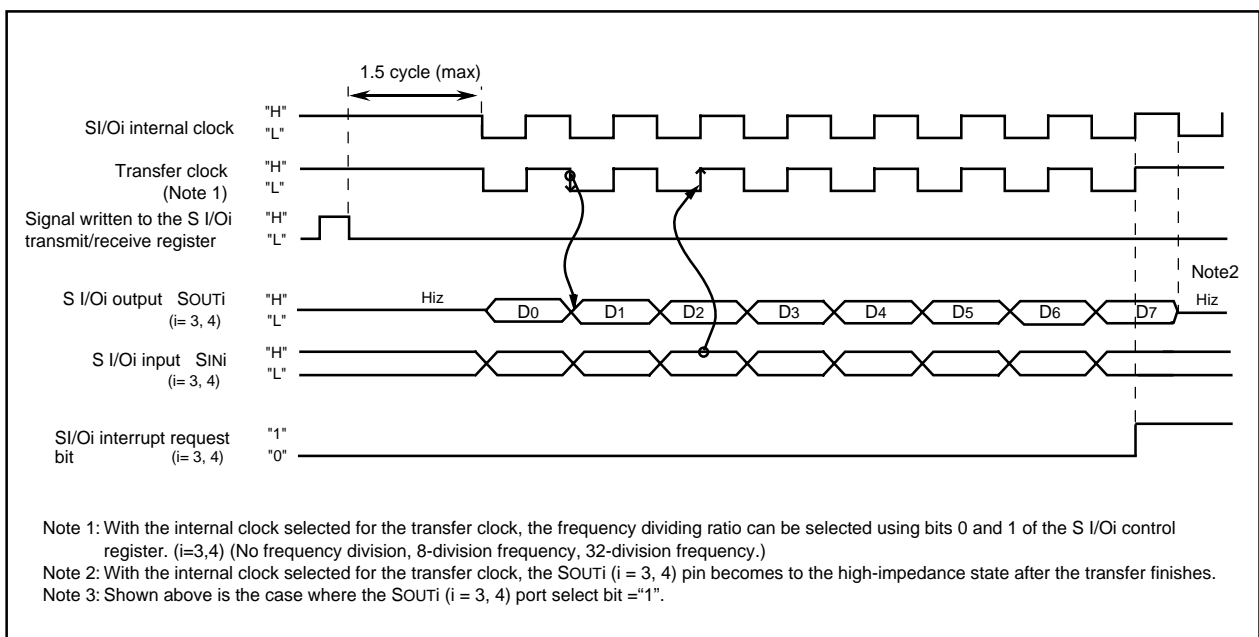 1.5 cycle (max)
SI/Oi internal clock "H" "L"
Transfer clock (Note 1) "H" "L"
Signal written to the S I/Oi transmit/receive register "H" "L"
Note2
S I/Oi output SOUTi (i= 3, 4) "H" "L" Hiz D0 D1 D2 D3 D4 D5 D6 D7 Hiz
S I/Oi input SINi (i= 3, 4) "H" "L"
SI/Oi interrupt request bit (i= 3, 4) "1" "0"
Note 1: With the internal clock selected for the transfer clock, the frequency dividing ratio can be selected using bits 0 and 1 of the S I/Oi control
register. (i=3,4) (No frequency division, 8-division frequency, 32-division frequency.)
Note 2: With the internal clock selected for the transfer clock, the SOUTi (i = 3, 4) pin becomes to the high-impedance state after the transfer finishes.
Note 3: Shown above is the case where the SOUTi (i = 3, 4) port select bit =“1”.